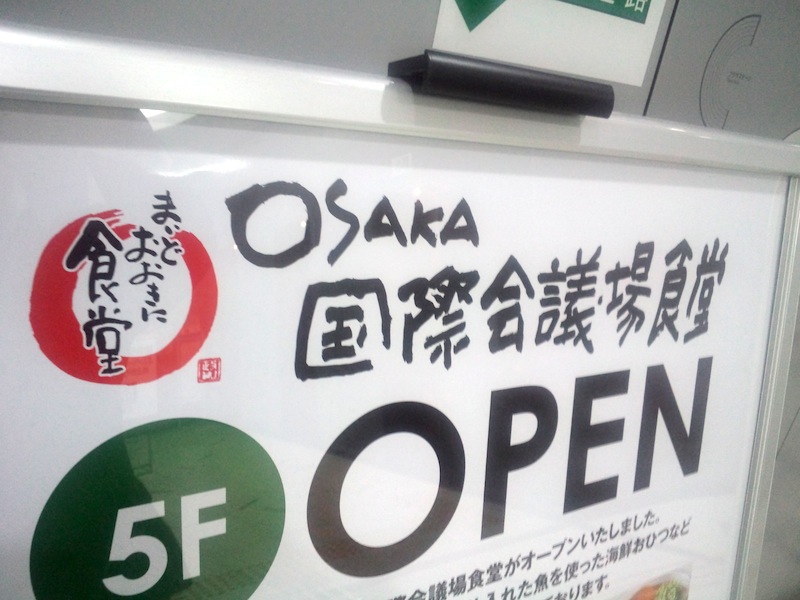 まいど
おおきに
食堂
OSAKA
国際会議場食堂
5F
OPEN
会議場食堂がオープンいたしました。
入れた魚を使った海鮮おひつなど
おります。